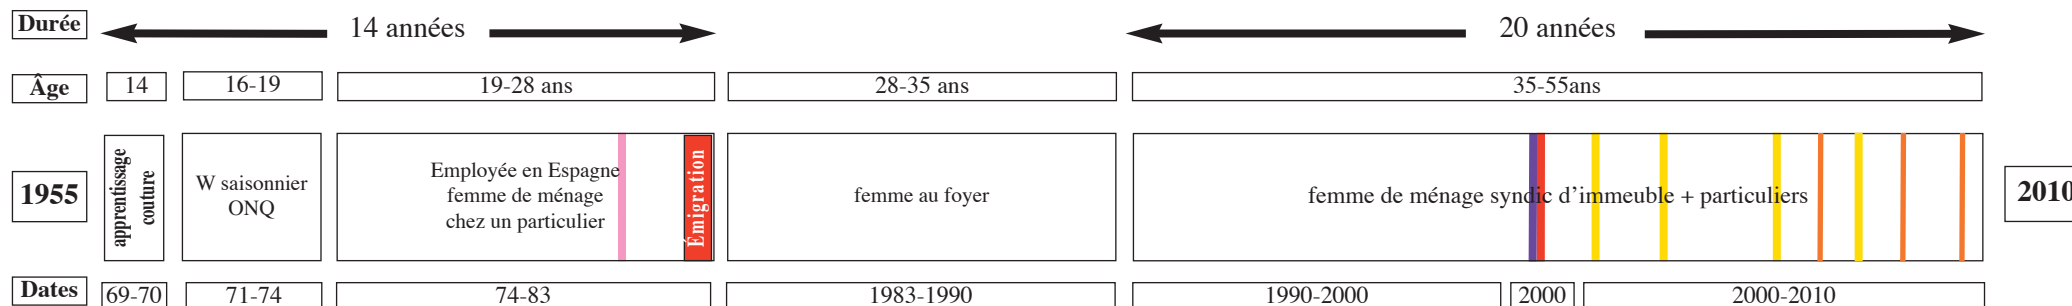 Durée
14 années
20 années
Âge
14
16-19
19-28 ans
28-35 ans
35-55ans
1955
apprentissage
couture
W saisonnier
ONQ
Employée en Espagne
femme de ménage
chez un particulier
Émigration
femme au foyer
femme de ménage syndic d’immeuble + particuliers
2010
Dates
69-70
71-74
74-83
1983-1990
1990-2000
2000
2000-2010